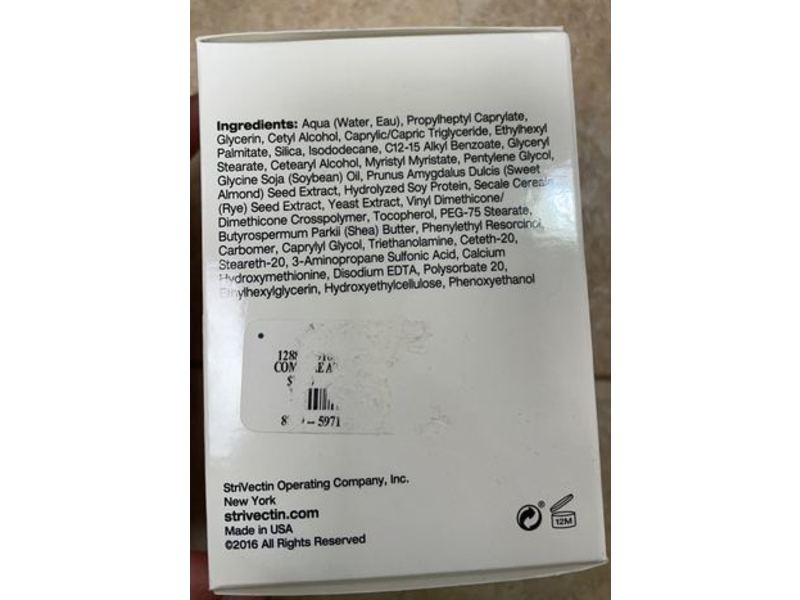 Ingredients: Aqua (Water, Eau), Propylheptyl Caprylate,
Glycerin, Cetyl Alcohol, Caprylic/Capric Triglyceride, Ethylhexyl
Palmitate, Silica, Isododecane, C12-15 Alkyl Benzoate, Glyceryl
Stearate, Cetearyl Alcohol, Myristyl Myristate, Pentylene Glycol,
Glycine Soja (Soybean) Oil, Prunus Amygdalus Dulcis (Sweet
Almond) Seed Extract, Hydrolyzed Soy Protein, Secale Cereale
(Rye) Seed Extract, Yeast Extract, Vinyl Dimethicone/
Dimethicone Crosspolymer, Tocopherol, PEG-75 Stearate,
Butyrospermum Parkii (Shea) Butter, Phenylethyl Resorcinol,
Carbomer, Caprylyl Glycol, Triethanolamine, Ceteth-20,
Steareth-20, 3-Aminopropane Sulfonic Acid, Calcium
Hydroxymethionine, Disodium EDTA, Polysorbate 20,
Ethylhexylglycerin, Hydroxyethylcellulose, Phenoxyethanol
5971
StriVectin Operating Company, Inc.
New York
strivectin.com
Made in USA
©2016 All Rights Reserved
®
12M